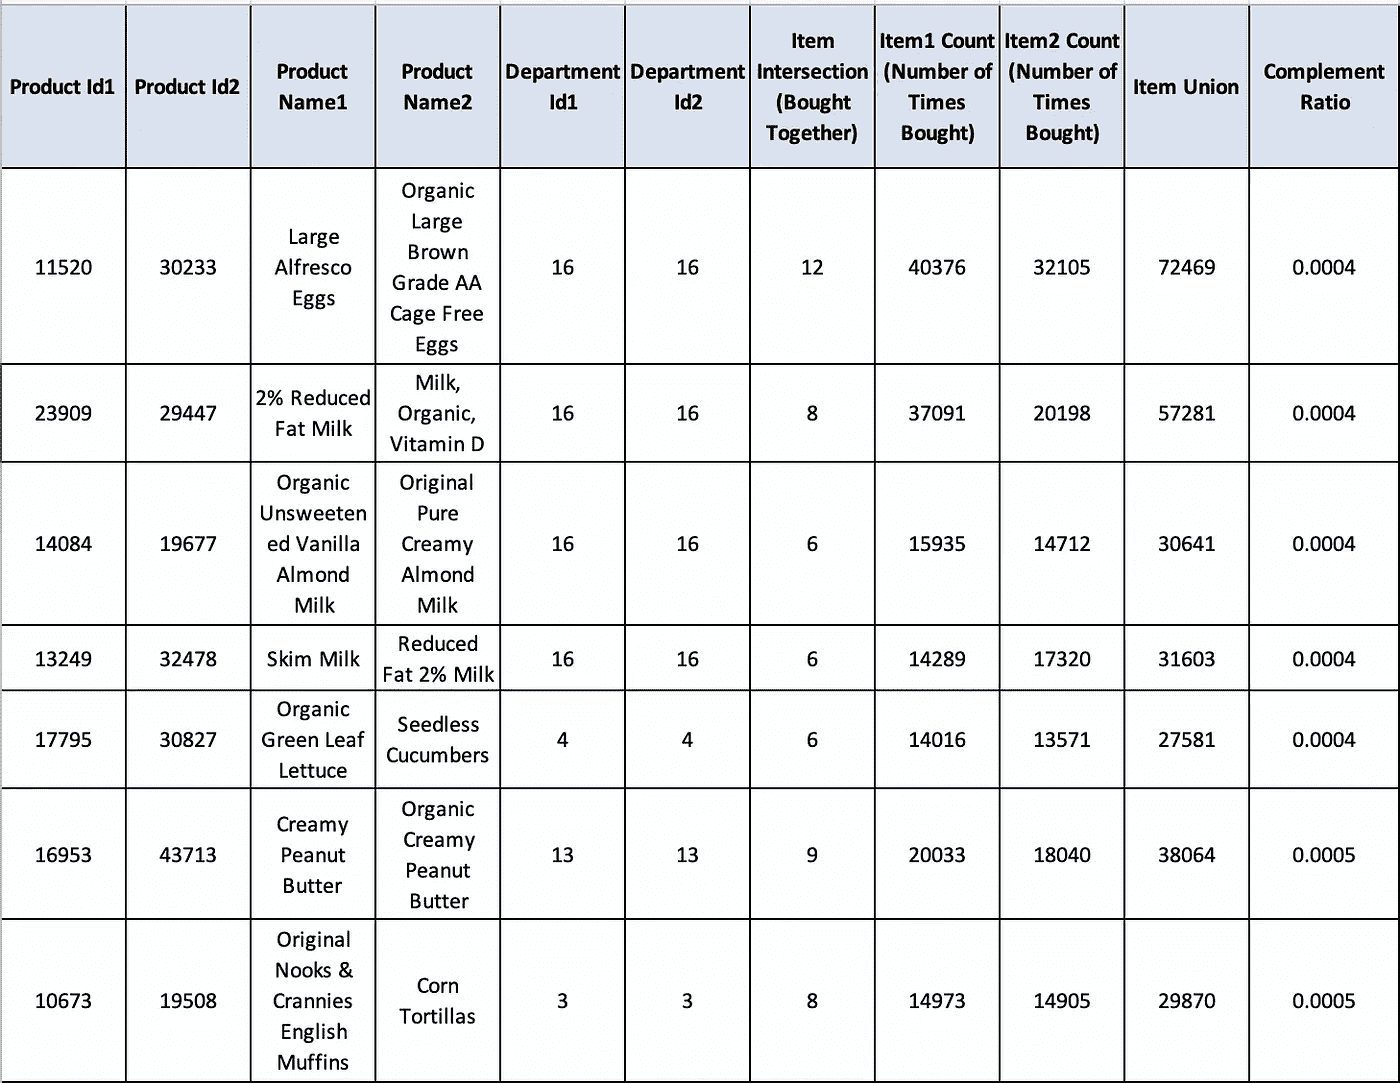 Product Id1 Product Id2 Product Name1 Product Name2 Department Id1 Department Id2 Item Intersection (Bought Together) Item1 Count (Number of Times Bought) Item2 Count (Number of Times Bought) Item Union Complement Ratio
11520 30233 Large Alfresco Eggs Organic Large Brown Grade AA Cage Free Eggs 16 16 12 40376 32105 72469 0.0004
23909 29447 2% Reduced Fat Milk Milk, Organic, Vitamin D 16 16 8 37091 20198 57281 0.0004
14084 19677 Organic Unsweeten ed Vanilla Almond Milk Original Pure Creamy Almond Milk 16 16 6 15935 14712 30641 0.0004
13249 32478 Skim Milk Reduced Fat 2% Milk 16 16 6 14289 17320 31603 0.0004
17795 30827 Organic Green Leaf Lettuce Seedless Cucumbers 4 4 6 14016 13571 27581 0.0004
16953 43713 Creamy Peanut Butter Organic Creamy Peanut Butter 13 13 9 20033 18040 38064 0.0005
10673 19508 Original Nooks & Crannies English Muffins Corn Tortillas 3 3 8 14973 14905 29870 0.0005